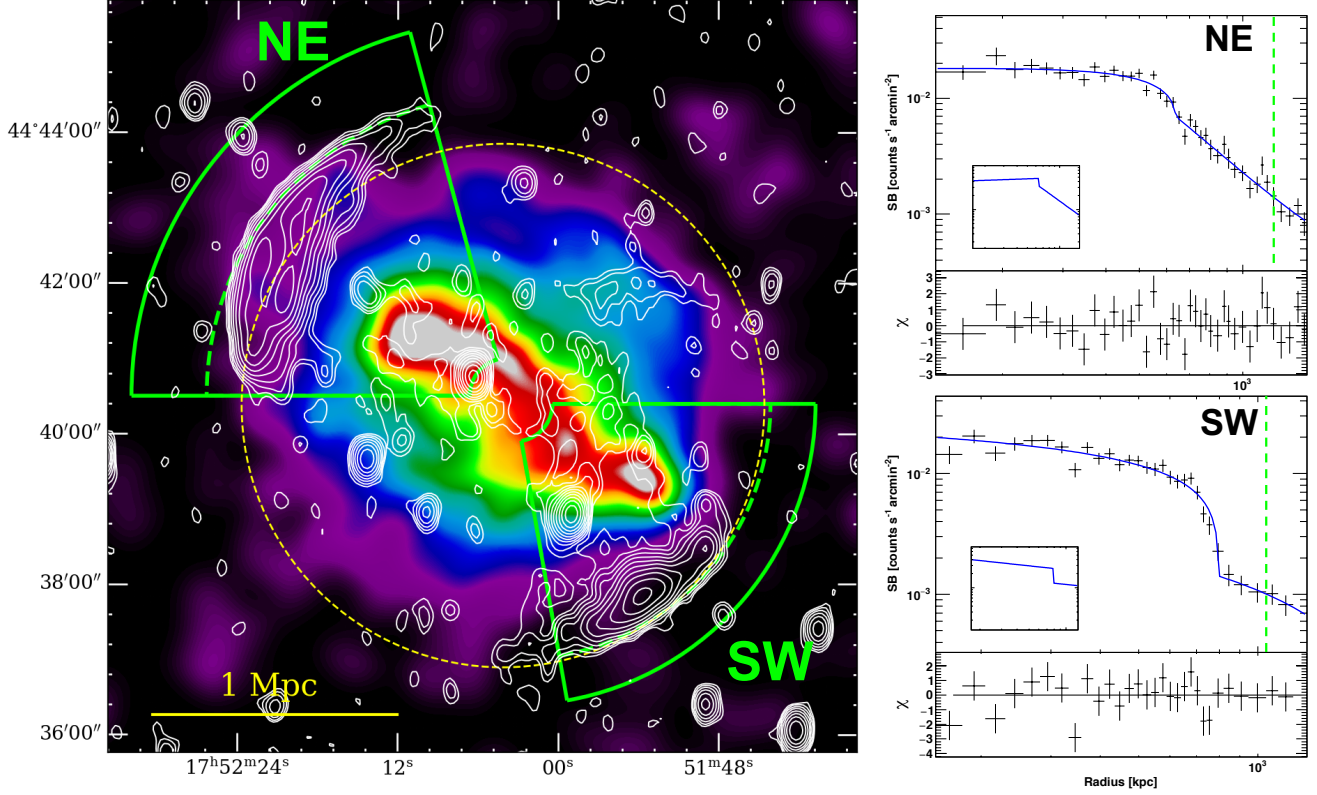 NE
SW
1 Mpc
44°44′00″
42′00″
40′00″
38′00″
36′00″
17ʰ52ᵐ24ˢ
12ˢ
00ˢ
51ᵐ48ˢ
NE
SB [counts s⁻¹ arcmin⁻²]
10⁻²
10⁻³
χ
3
2
1
0
−1
−2
−3
10³
SW
SB [counts s⁻¹ arcmin⁻²]
10⁻²
10⁻³
χ
2
1
0
−1
−2
−3
−4
10³
Radius [kpc]